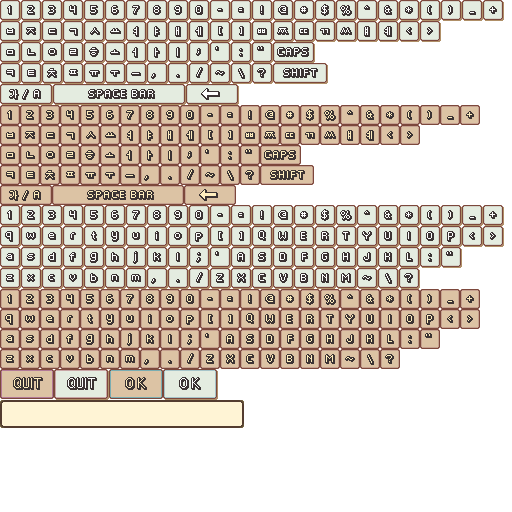 1 2 3 4 5 6 7 8 9 0 - = ! @ # $ % ^ & * ( ) _ +
ㅂ ㅈ ㄷ ㄱ ㅅ ㅛ ㅕ ㅑ ㅐ ㅔ [ ] ㅃ ㅉ ㄸ ㄲ ㅆ ㅒ ㅖ < >
ㅁ ㄴ ㅇ ㄹ ㅎ ㅗ ㅓ ㅏ ㅣ ; ' : " CAPS
ㅋ ㅌ ㅊ ㅍ ㅠ ㅜ ㅡ , . / ~ \ ? SHIFT
가 / A SPACE BAR ←
1 2 3 4 5 6 7 8 9 0 - = ! @ # $ % ^ & * ( ) _ +
ㅂ ㅈ ㄷ ㄱ ㅅ ㅛ ㅕ ㅑ ㅐ ㅔ [ ] ㅃ ㅉ ㄸ ㄲ ㅆ ㅒ ㅖ < >
ㅁ ㄴ ㅇ ㄹ ㅎ ㅗ ㅓ ㅏ ㅣ ; ' : " CAPS
ㅋ ㅌ ㅊ ㅍ ㅠ ㅜ ㅡ , . / ~ \ ? SHIFT
가 / A SPACE BAR ←
1 2 3 4 5 6 7 8 9 0 - = ! @ # $ % ^ & * ( ) _ +
q w e r t y u i o p [ ] Q W E R T Y U I O P < >
a s d f g h j k l ; ' A S D F G H J K L : "
z x c v b n m , . / Z X C V B N M ~ \ ?
1 2 3 4 5 6 7 8 9 0 - = ! @ # $ % ^ & * ( ) _ +
q w e r t y u i o p [ ] Q W E R T Y U I O P < >
a s d f g h j k l ; ' A S D F G H J K L : "
z x c v b n m , . / Z X C V B N M ~ \ ?
QUIT QUIT OK OK